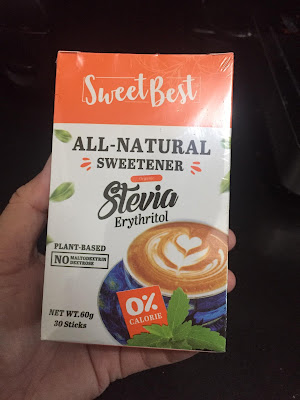 SweetBest
ALL-NATURAL
SWEETENER
Stevia
Erythritol
PLANT-BASED
NO MALTODEXTRIN
DEXTROSE
0%
CALORIE
NET WT. 60g
30 Sticks